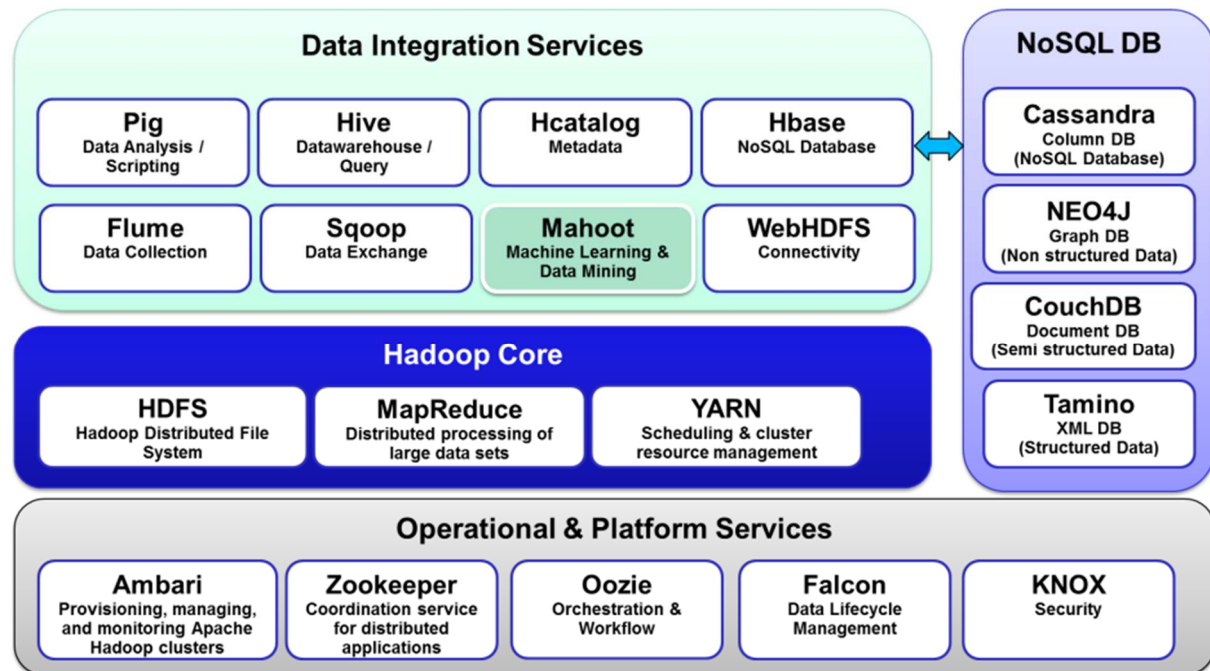 Data Integration Services
Pig
Data Analysis /
Scripting
Hive
Datawarehouse /
Query
Hcatalog
Metadata
Hbase
NoSQL Database
Flume
Data Collection
Sqoop
Data Exchange
Mahoot
Machine Learning &
Data Mining
WebHDFS
Connectivity
NoSQL DB
Cassandra
Column DB
(NoSQL Database)
NEO4J
Graph DB
(Non structured Data)
CouchDB
Document DB
(Semi structured Data)
Tamino
XML DB
(Structured Data)
Hadoop Core
HDFS
Hadoop Distributed File
System
MapReduce
Distributed processing of
large data sets
YARN
Scheduling & cluster
resource management
Operational & Platform Services
Ambari
Provisioning, managing,
and monitoring Apache
Hadoop clusters
Zookeeper
Coordination service
for distributed
applications
Oozie
Orchestration &
Workflow
Falcon
Data Lifecycle
Management
KNOX
Security